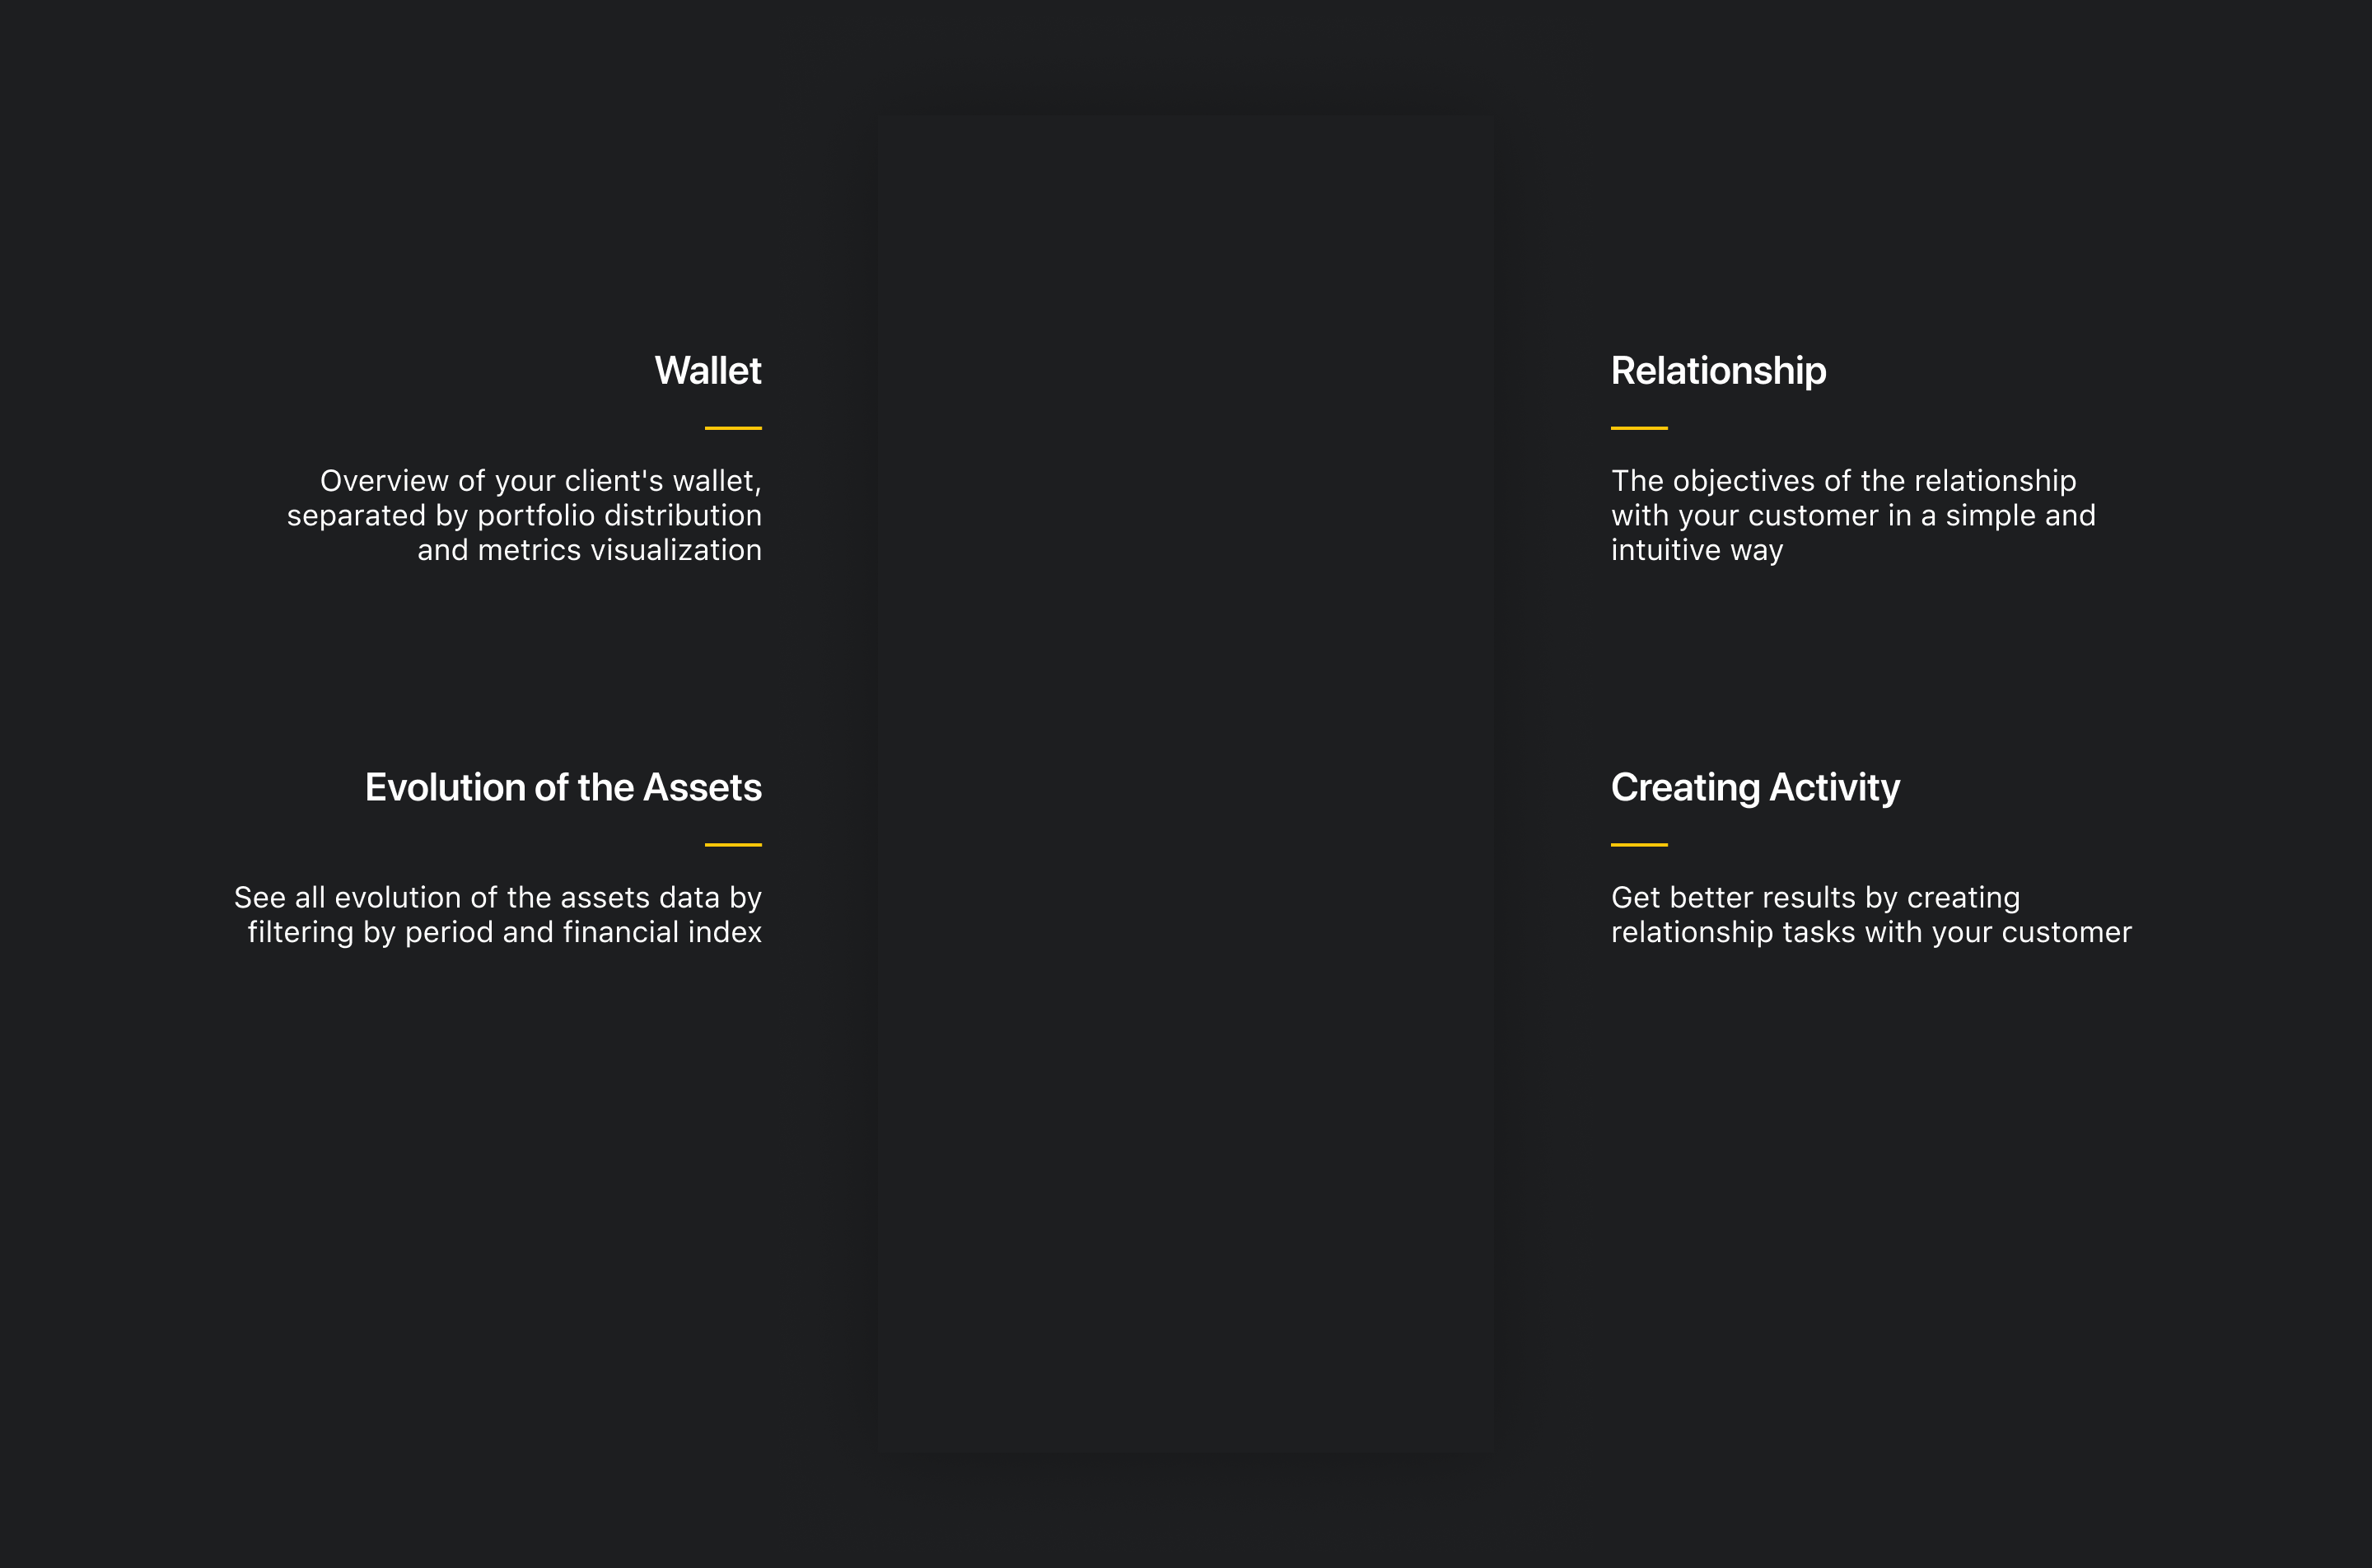 Wallet
Overview of your client's wallet,
separated by portfolio distribution
and metrics visualization
Evolution of the Assets
See all evolution of the assets data by
filtering by period and financial index
Relationship
The objectives of the relationship
with your customer in a simple and
intuitive way
Creating Activity
Get better results by creating
relationship tasks with your customer